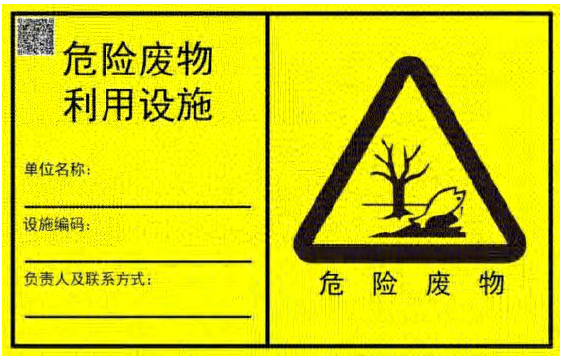 危险废物
利用设施
单位名称：
设施编码：
负责人及联系方式：
危险废物